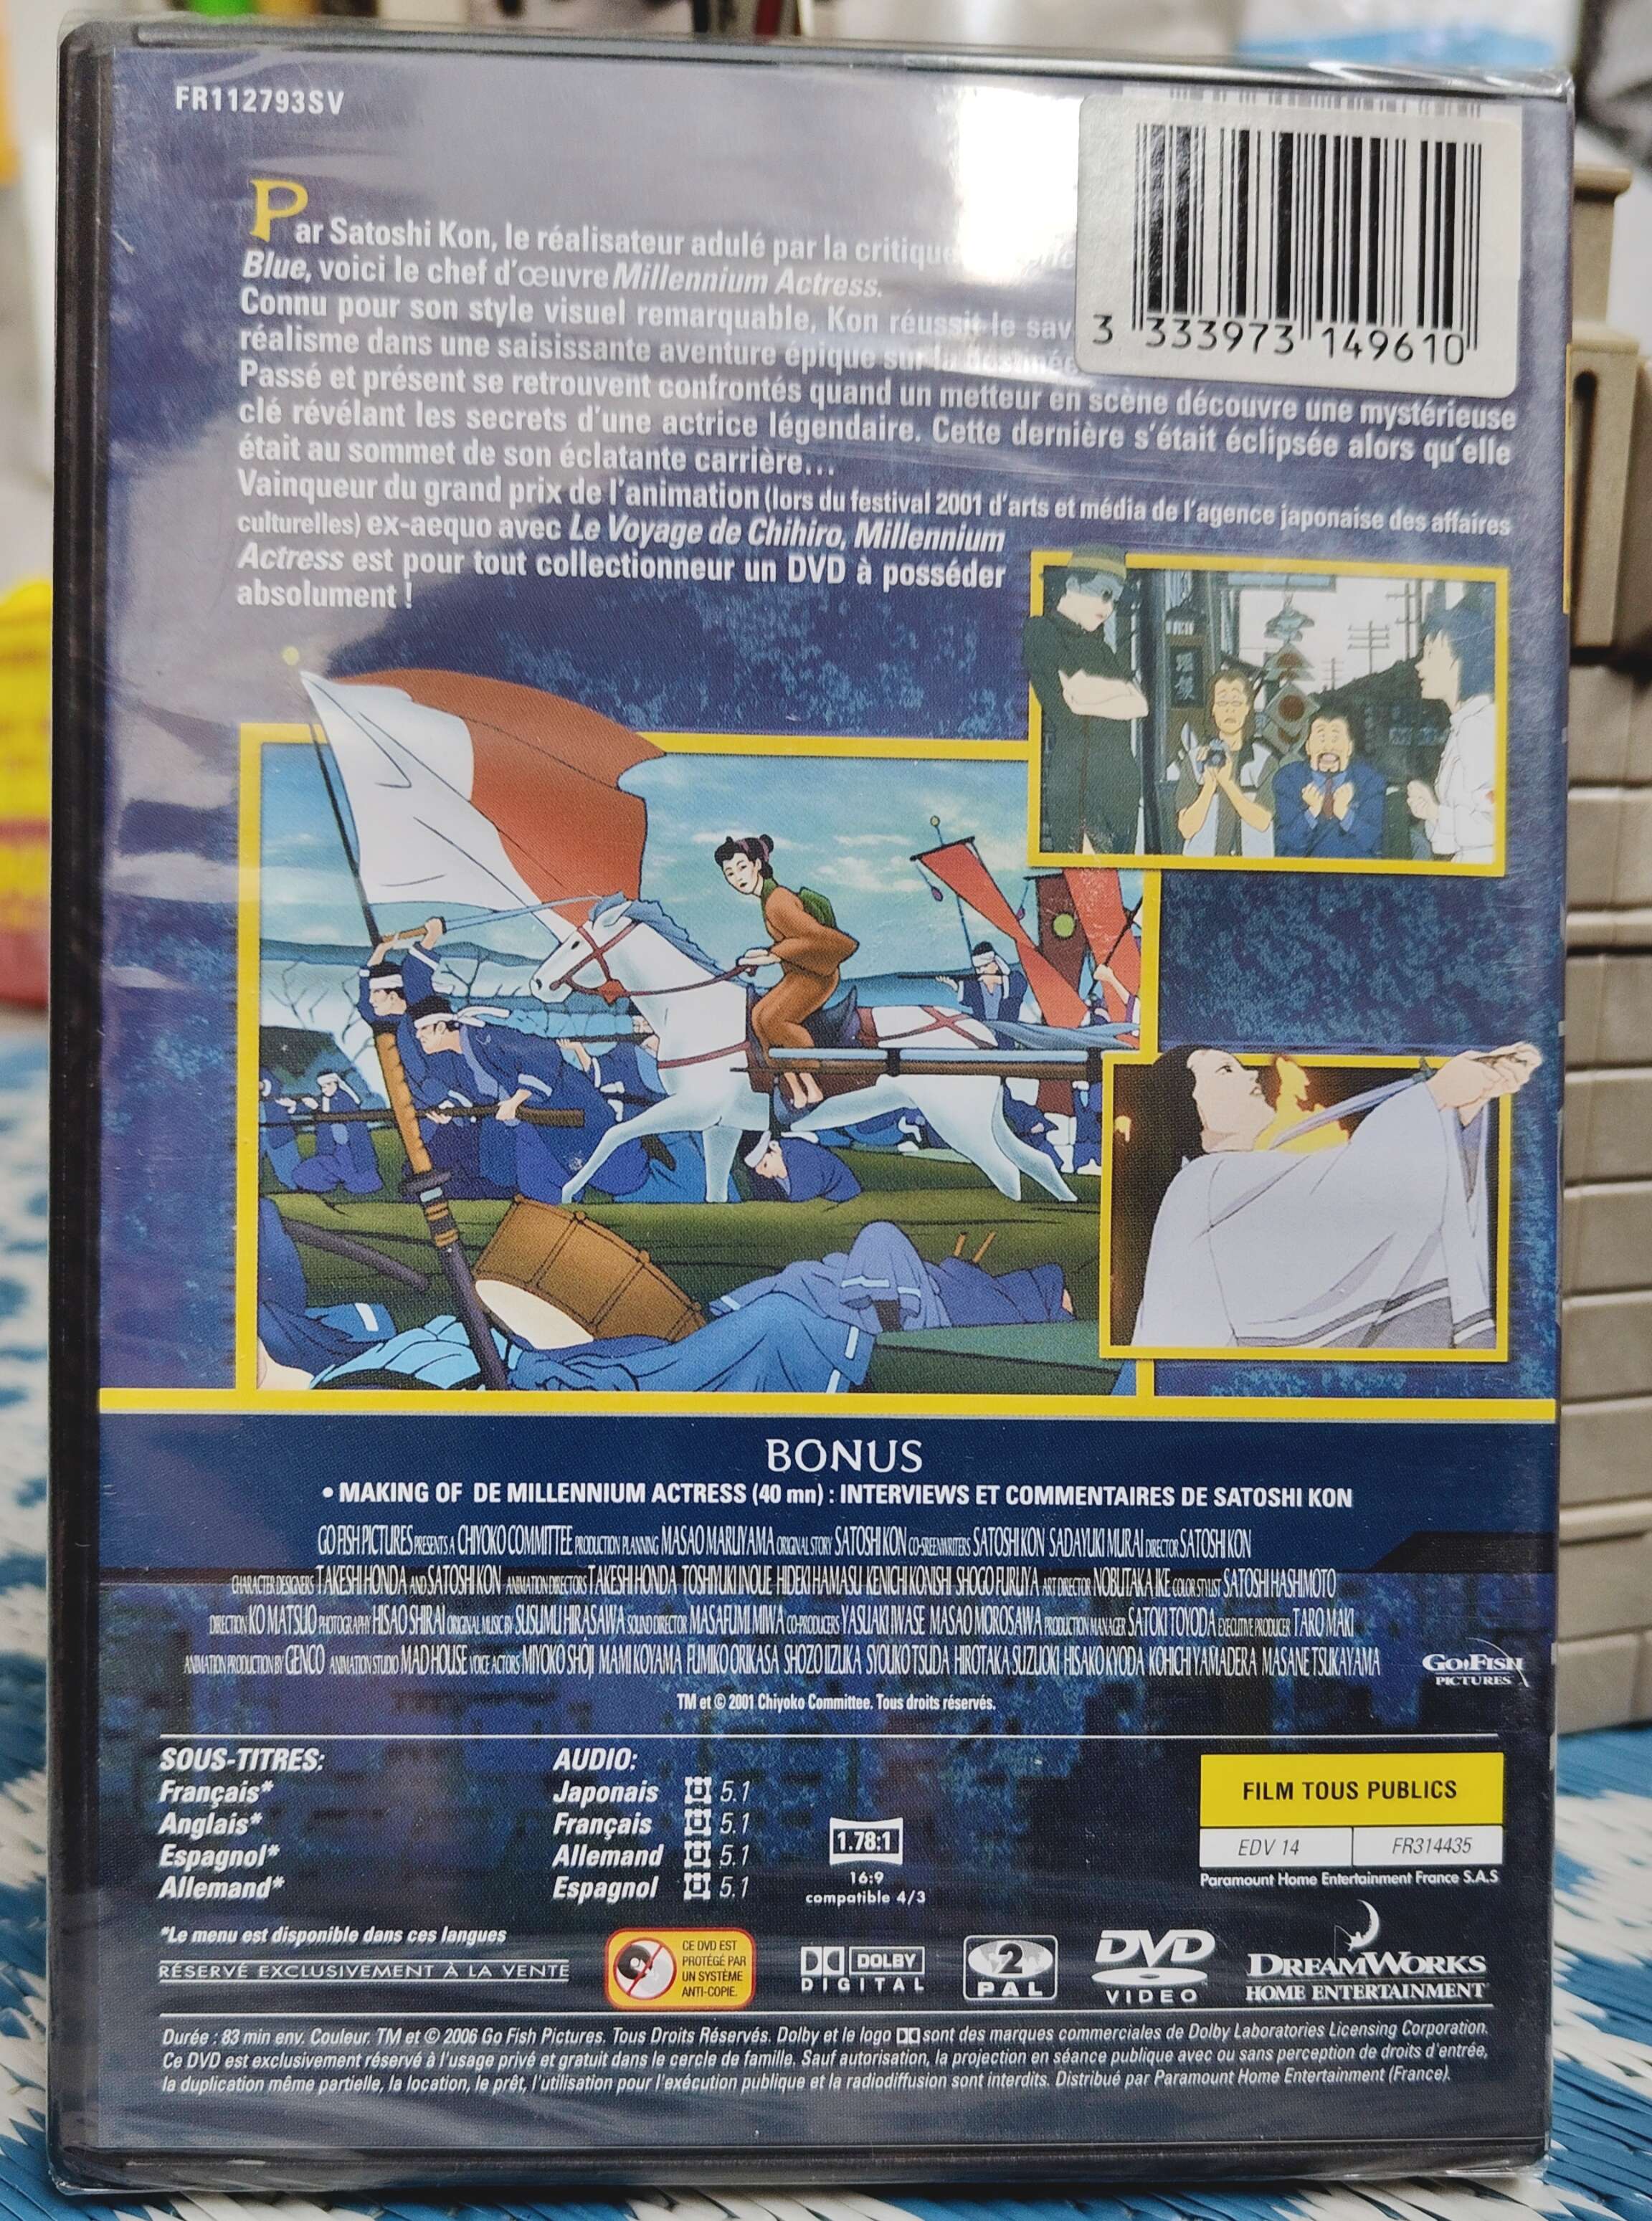 FR112793SV
Par Satoshi Kon, le réalisateur adulé par la critique
Blue, voici le chef d'œuvre Millennium Actress.
Connu pour son style visuel remarquable, Kon réussit le sav
réalisme dans une saisissante aventure épique sur la destinée
Passé et présent se retrouvent confrontés quand un metteur en scène découvre une mystérieuse
clé révélant les secrets d'une actrice légendaire. Cette dernière s'était éclipsée alors qu'elle
était au sommet de son éclatante carrière...
Vainqueur du grand prix de l'animation (lors du festival 2001 d'arts et média de l'agence japonaise des affaires
culturelles) ex-aequo avec Le Voyage de Chihiro, Millennium
Actress est pour tout collectionneur un DVD à posséder
absolument !
3 333973 149610
BONUS
• MAKING OF DE MILLENNIUM ACTRESS (40 mn) : INTERVIEWS ET COMMENTAIRES DE SATOSHI KON
GO FISH PICTURES PRESENTS A CHIYOKO COMMITTEE PRODUCTION PLANNING MASAO MARUYAMA ORIGINAL STORY SATOSHI KON CO-SREENWRITERS SATOSHI KON SADAYUKI MURAI DIRECTOR SATOSHI KON
CHARACTER DESIGNERS TAKESHI HONDA AND SATOSHI KON ANIMATION DIRECTORS TAKESHI HONDA TOSHIYUKI INOUE HIDEKI HAMASU KENICHI KONISHI SHOGO FURUYA ART DIRECTOR NOBUTAKA IKE COLOR STYLIST SATOSHI HASHIMOTO
DIRECTION KO MATSUO PHOTOGRAPHY HISAO SHIRAI ORIGINAL MUSIC BY SUSUMU HIRASAWA SOUND DIRECTOR MASAFUMI MIWA CO-PRODUCERS YASUAKI IWASE MASAO MOROSAWA PRODUCTION MANAGER SATOKI TOYODA EXECUTIVE PRODUCER TARO MAKI
ANIMATION PRODUCTION BY GENCO ANIMATION STUDIO MADHOUSE VOICE ACTORS MIYOKO SHÔJI MAMI KOYAMA FUMIKO ORIKASA SHOZO IIZUKA SYOUKO TSUDA HIROTAKA SUZUOKI HISAKO KYODA KOHICHI YAMADERA MASANE TSUKAYAMA
GO FISH
PICTURES
TM et © 2001 Chiyoko Committee. Tous droits réservés.
SOUS-TITRES:
Français*
Anglais*
Espagnol*
Allemand*
AUDIO:
Japonais 5.1
Français 5.1
Allemand 5.1
Espagnol 5.1
1.78:1
16:9
compatible 4/3
FILM TOUS PUBLICS
EDV 14 FR314435
Paramount Home Entertainment France S.A.S
*Le menu est disponible dans ces langues
RÉSERVÉ EXCLUSIVEMENT À LA VENTE
CE DVD EST
PROTÉGÉ PAR
UN SYSTÈME
ANTI-COPIE.
DOLBY
DIGITAL
2
PAL
DVD
VIDEO
DREAMWORKS
HOME ENTERTAINMENT
Durée : 83 min env. Couleur. TM et © 2006 Go Fish Pictures. Tous Droits Réservés. Dolby et le logo sont des marques commerciales de Dolby Laboratories Licensing Corporation.
Ce DVD est exclusivement réservé à l'usage privé et gratuit dans le cercle de famille. Sauf autorisation, la projection en séance publique avec ou sans perception de droits d'entrée,
la duplication même partielle, la location, le prêt, l'utilisation pour l'exécution publique et la radiodiffusion sont interdits. Distribué par Paramount Home Entertainment (France).